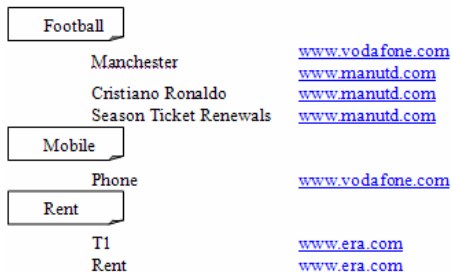 Football
Manchester www.vodafone.com
www.manutd.com
Cristiano Ronaldo www.manutd.com
Season Ticket Renewals www.manutd.com
Mobile
Phone www.vodafone.com
Rent
T1 www.era.com
Rent www.era.com